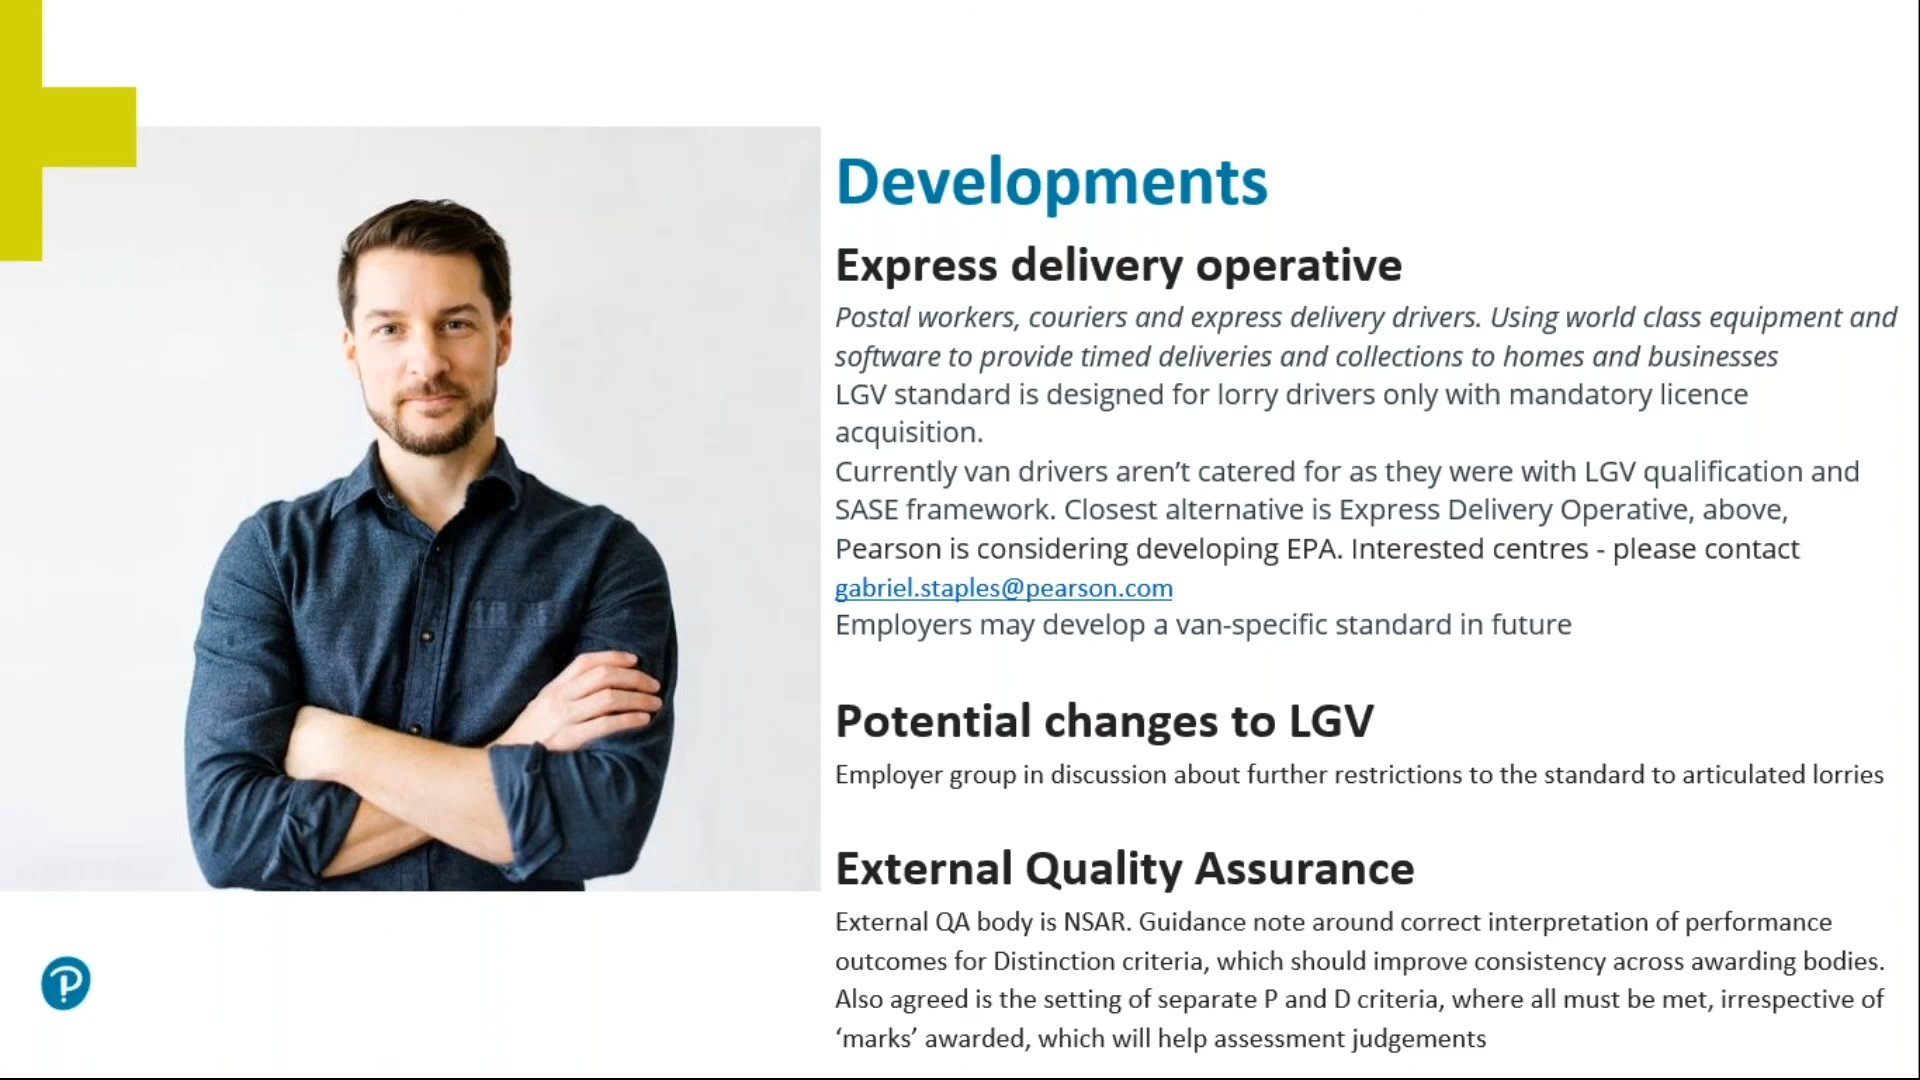 Developments
Express delivery operative
Postal workers, couriers and express delivery drivers. Using world class equipment and
software to provide timed deliveries and collections to homes and businesses
LGV standard is designed for lorry drivers only with mandatory licence
acquisition.
Currently van drivers aren’t catered for as they were with LGV qualification and
SASE framework. Closest alternative is Express Delivery Operative, above,
Pearson is considering developing EPA. Interested centres - please contact
gabriel.staples@pearson.com
Employers may develop a van-specific standard in future
Potential changes to LGV
Employer group in discussion about further restrictions to the standard to articulated lorries
External Quality Assurance
External QA body is NSAR. Guidance note around correct interpretation of performance
outcomes for Distinction criteria, which should improve consistency across awarding bodies.
Also agreed is the setting of separate P and D criteria, where all must be met, irrespective of
‘marks’ awarded, which will help assessment judgements